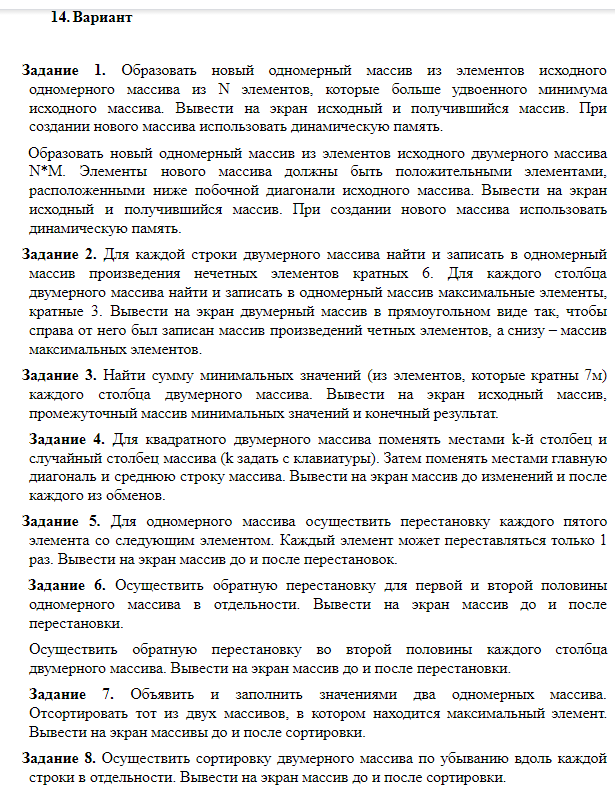 14. Вариант
Задание 1. Образовать новый одномерный массив из элементов исходного
одномерного массива из N элементов, которые больше удвоенного минимума
исходного массива. Вывести на экран исходный и получившийся массив. При
создании нового массива использовать динамическую память.
Образовать новый одномерный массив из элементов исходного двумерного массива
N*M. Элементы нового массива должны быть положительными элементами,
расположенными ниже побочной диагонали исходного массива. Вывести на экран
исходный и получившийся массив. При создании нового массива использовать
динамическую память.
Задание 2. Для каждой строки двумерного массива найти и записать в одномерный
массив произведения нечетных элементов кратных 6. Для каждого столбца
двумерного массива найти и записать в одномерный массив максимальные элементы,
кратные 3. Вывести на экран двумерный массив в прямоугольном виде так, чтобы
справа от него был записан массив произведений четных элементов, а снизу – массив
максимальных элементов.
Задание 3. Найти сумму минимальных значений (из элементов, которые кратны 7м)
каждого столбца двумерного массива. Вывести на экран исходный массив,
промежуточный массив минимальных значений и конечный результат.
Задание 4. Для квадратного двумерного массива поменять местами k-й столбец и
случайный столбец массива (k задать с клавиатуры). Затем поменять местами главную
диагональ и среднюю строку массива. Вывести на экран массив до изменений и после
каждого из обменов.
Задание 5. Для одномерного массива осуществить перестановку каждого пятого
элемента со следующим элементом. Каждый элемент может переставляться только 1
раз. Вывести на экран массив до и после перестановок.
Задание 6. Осуществить обратную перестановку для первой и второй половины
одномерного массива в отдельности. Вывести на экран массив до и после
перестановки.
Осуществить обратную перестановку во второй половины каждого столбца
двумерного массива. Вывести на экран массив до и после перестановки.
Задание 7. Объявить и заполнить значениями два одномерных массива.
Отсортировать тот из двух массивов, в котором находится максимальный элемент.
Вывести на экран массивы до и после сортировки.
Задание 8. Осуществить сортировку двумерного массива по убыванию вдоль каждой
строки в отдельности. Вывести на экран массив до и после сортировки.